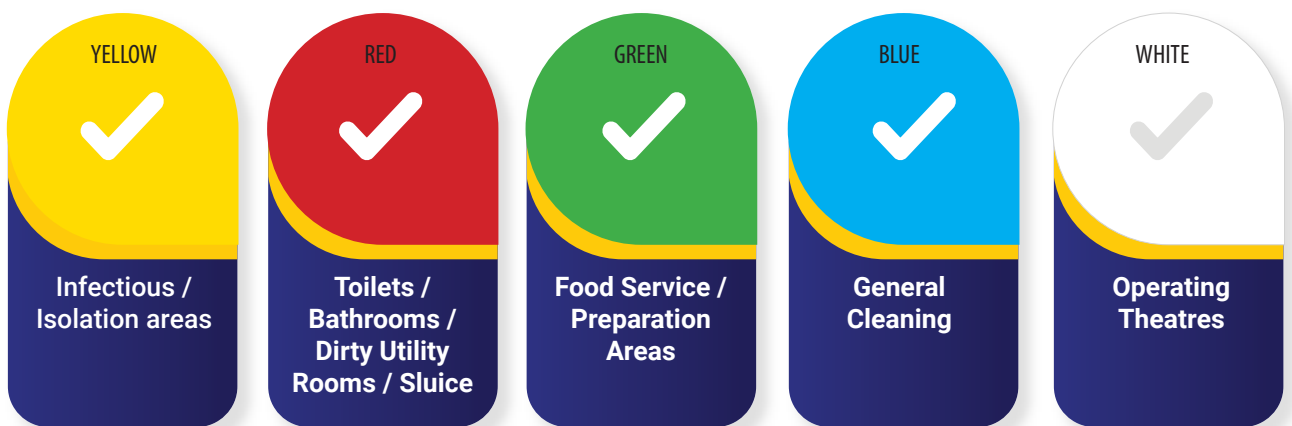 YELLOW
Infectious /
Isolation areas
RED
Toilets /
Bathrooms /
Dirty Utility
Rooms / Sluice
GREEN
Food Service /
Preparation
Areas
BLUE
General
Cleaning
WHITE
Operating
Theatres